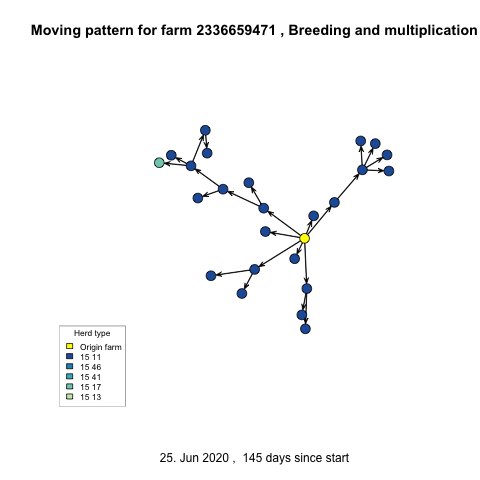 Moving pattern for farm 2336659471 , Breeding and multiplication
Herd type
Origin farm
15 11
15 46
15 41
15 17
15 13
25. Jun 2020 ,  145 days since start